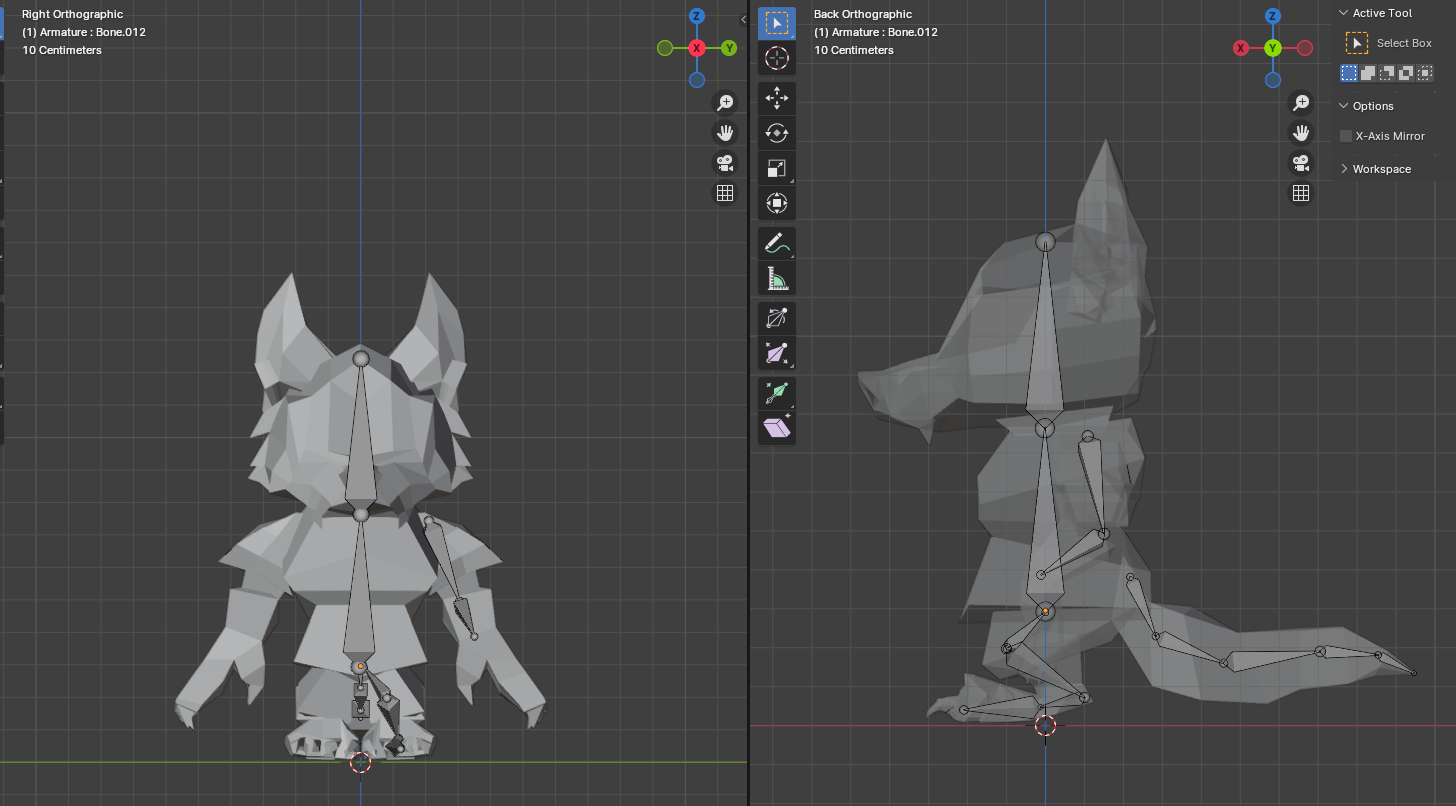 Right Orthographic
(1) Armature : Bone.012
10 Centimeters
Z
X
Y
Back Orthographic
(1) Armature : Bone.012
10 Centimeters
Z
X
Y
Active Tool
Select Box
Options
X-Axis Mirror
Workspace